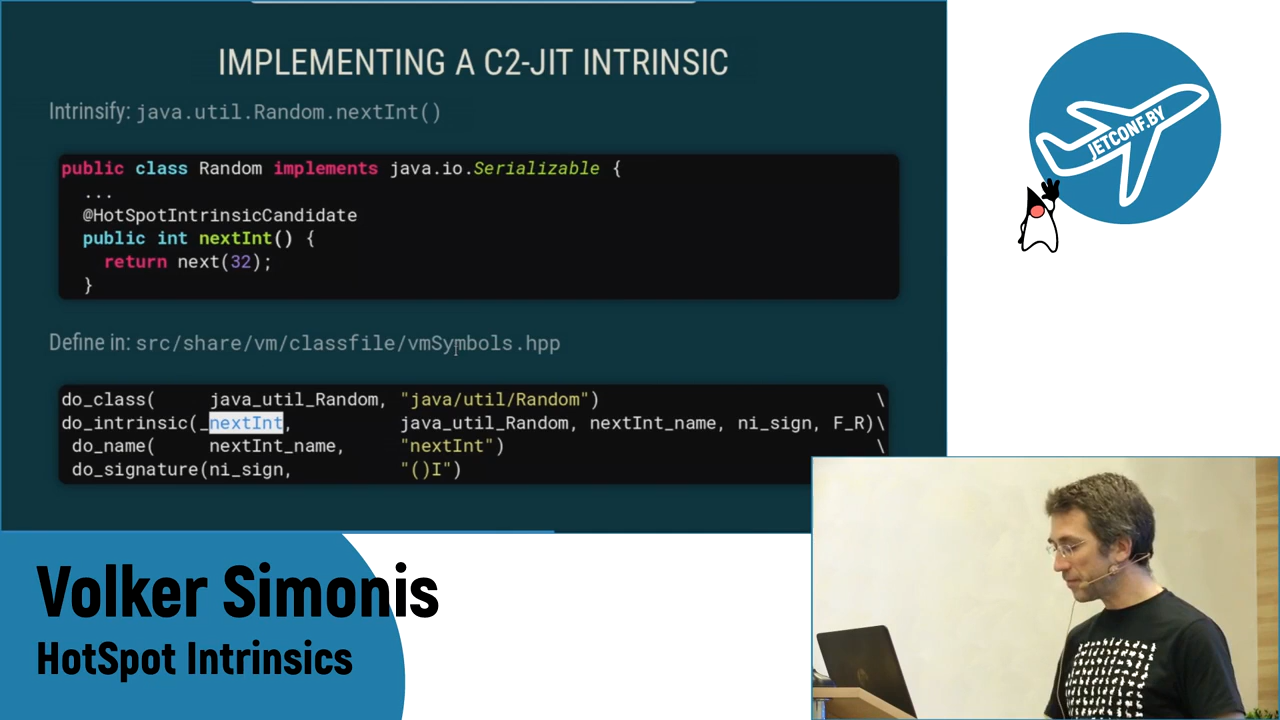 IMPLEMENTING A C2-JIT INTRINSIC
Intrinsify: java.util.Random.nextInt()
public class Random implements java.io.Serializable {
...
@HotSpotIntrinsicCandidate
public int nextInt() {
return next(32);
}
Define in: src/share/vm/classfile/vmSymbols.hpp
do_class( java_util_Random, "java/util/Random") \
do_intrinsic(_nextInt, java_util_Random, nextInt_name, ni_sign, F_R)\
do_name( nextInt_name, "nextInt") \
do_signature(ni_sign, "()I")
JETCONF.BY
Volker Simonis
HotSpot Intrinsics